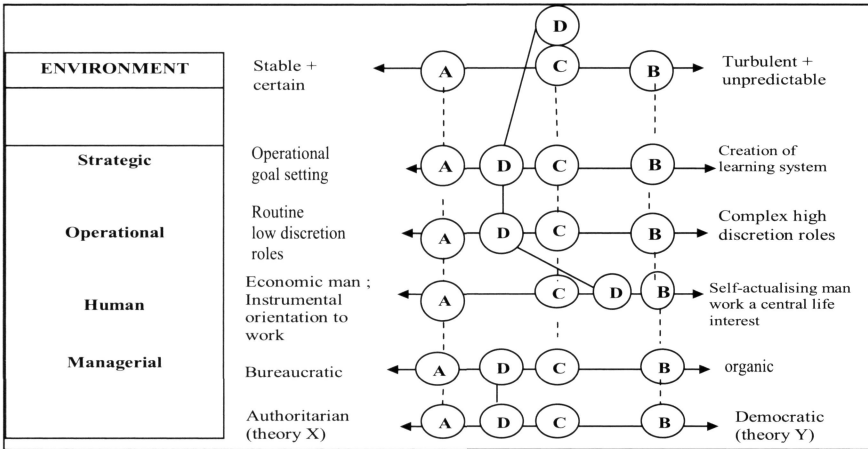 D
ENVIRONMENT
Stable +
certain
A
C
B
Turbulent +
unpredictable
Strategic
Operational
goal setting
A
D
C
B
Creation of
learning system
Operational
Routine
low discretion
roles
A
D
C
B
Complex high
discretion roles
Human
Economic man ;
Instrumental
orientation to
work
A
C
D
B
Self-actualising man
work a central life
interest
Managerial
Bureaucratic
A
D
C
B
organic
Authoritarian
(theory X)
A
D
C
B
Democratic
(theory Y)